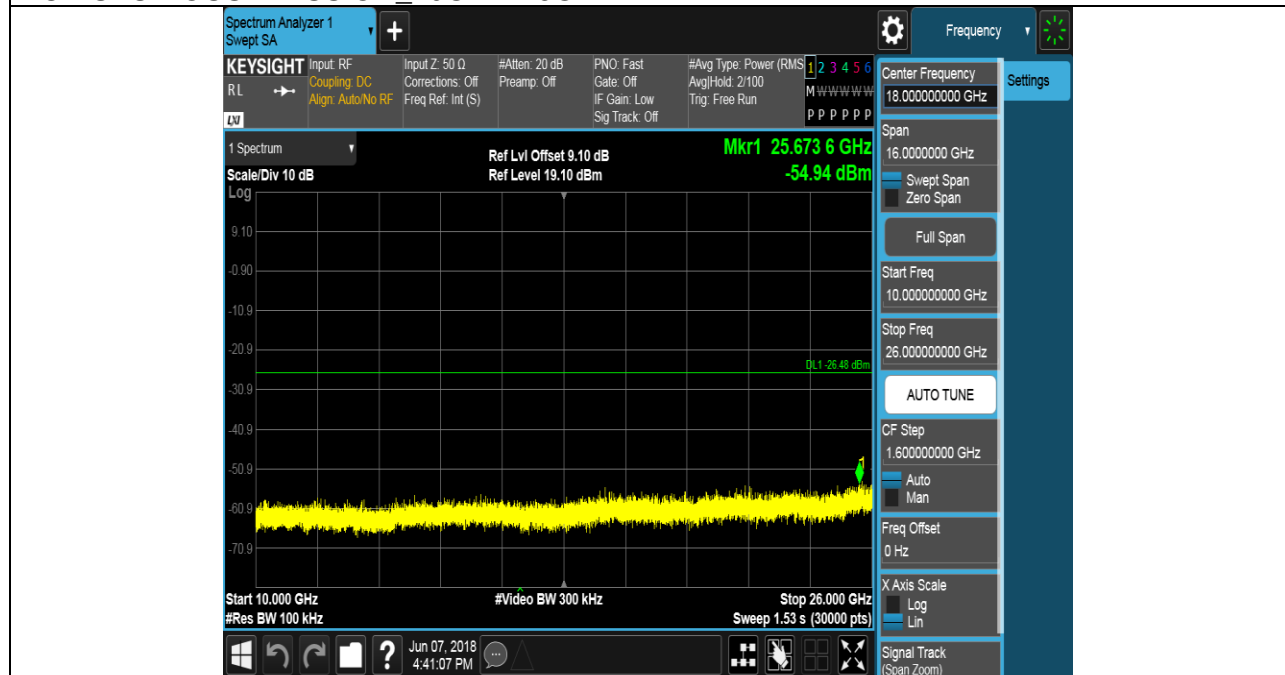 Spectrum Analyzer 1
Swept SA
+
Frequency
KEYSIGHT
RL
LXI
Input: RF
Coupling: DC
Align: Auto/No RF
Input Z: 50 Ω
Corrections: Off
Freq Ref: Int (S)
#Atten: 20 dB
Preamp: Off
PNO: Fast
Gate: Off
IF Gain: Low
Sig Track: Off
#Avg Type: Power (RMS
Avg|Hold: 2/100
Trig: Free Run
1 2 3 4 5 6
M W W W W W
P P P P P P
1 Spectrum
Scale/Div 10 dB
Ref Lvl Offset 9.10 dB
Ref Level 19.10 dBm
Mkr1 25.673 6 GHz
-54.94 dBm
Log
9.10
-0.90
-10.9
-20.9
DL1 -26.48 dBm
-30.9
-40.9
-50.9
1
-60.9
-70.9
Start 10.000 GHz
#Res BW 100 kHz
#Video BW 300 kHz
Stop 26.000 GHz
Sweep 1.53 s (30000 pts)
Center Frequency
18.000000000 GHz
Settings
Span
16.0000000 GHz
Swept Span
Zero Span
Full Span
Start Freq
10.000000000 GHz
Stop Freq
26.000000000 GHz
AUTO TUNE
CF Step
1.600000000 GHz
Auto
Man
Freq Offset
0 Hz
X Axis Scale
Log
Lin
Signal Track
(Span Zoom)
?
Jun 07, 2018
4:41:07 PM